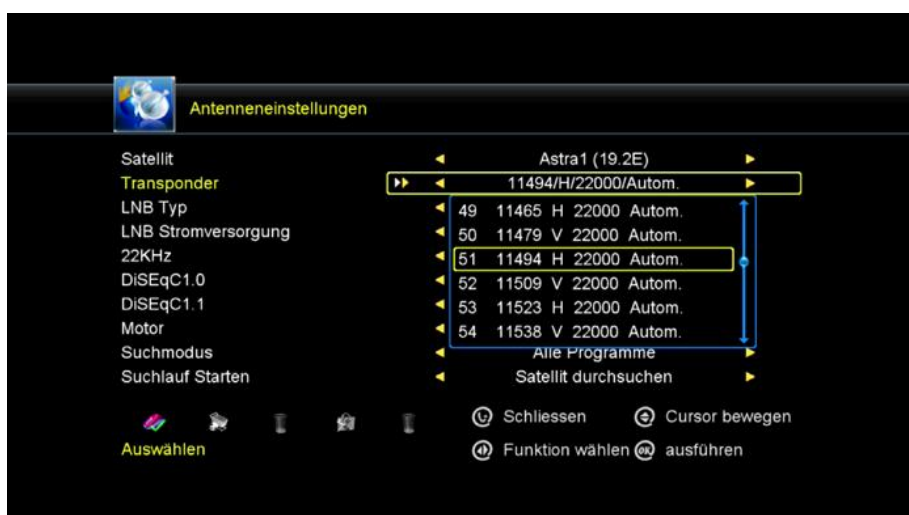 Antenneneinstellungen
Satellit Astra1 (19.2E)
Transponder 11494/H/22000/Autom.
LNB Typ
49 11465 H 22000 Autom.
LNB Stromversorgung
50 11479 V 22000 Autom.
22KHz
51 11494 H 22000 Autom.
DiSEqC1.0
52 11509 V 22000 Autom.
DiSEqC1.1
53 11523 H 22000 Autom.
Motor
54 11538 V 22000 Autom.
Suchmodus Alle Programme
Suchlauf Starten Satellit durchsuchen
Schliessen Cursor bewegen
Auswählen Funktion wählen OK ausführen